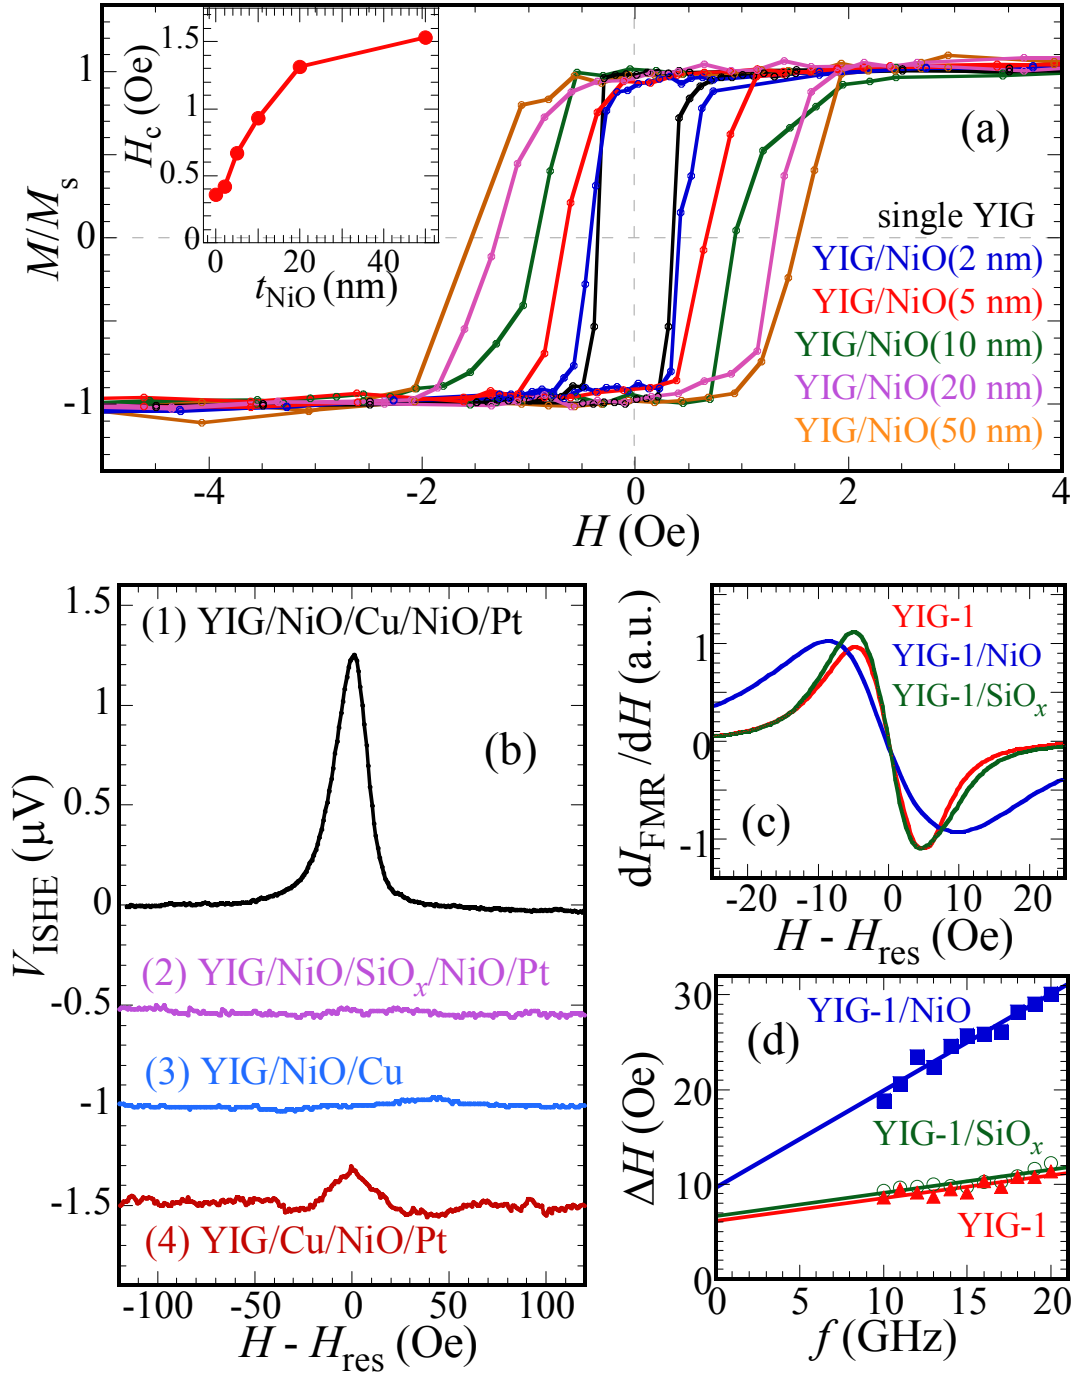 1.5
1
0.5
0
H_c (Oe)
0 20 40
t_NiO (nm)
(a)
1
0
-1
M/M_s
single YIG
YIG/NiO(2 nm)
YIG/NiO(5 nm)
YIG/NiO(10 nm)
YIG/NiO(20 nm)
YIG/NiO(50 nm)
-4 -2 0 2 4
H (Oe)
1.5
1
0.5
0
-0.5
-1
-1.5
V_ISHE (µV)
(1) YIG/NiO/Cu/NiO/Pt
(b)
(2) YIG/NiO/SiO_x/NiO/Pt
(3) YIG/NiO/Cu
(4) YIG/Cu/NiO/Pt
-100 -50 0 50 100
H - H_res (Oe)
1
0
-1
dI_FMR /dH (a.u.)
YIG-1
YIG-1/NiO
YIG-1/SiO_x
(c)
-20 -10 0 10 20
H - H_res (Oe)
30
20
10
0
ΔH (Oe)
YIG-1/NiO
(d)
YIG-1/SiO_x
YIG-1
0 5 10 15 20
f (GHz)